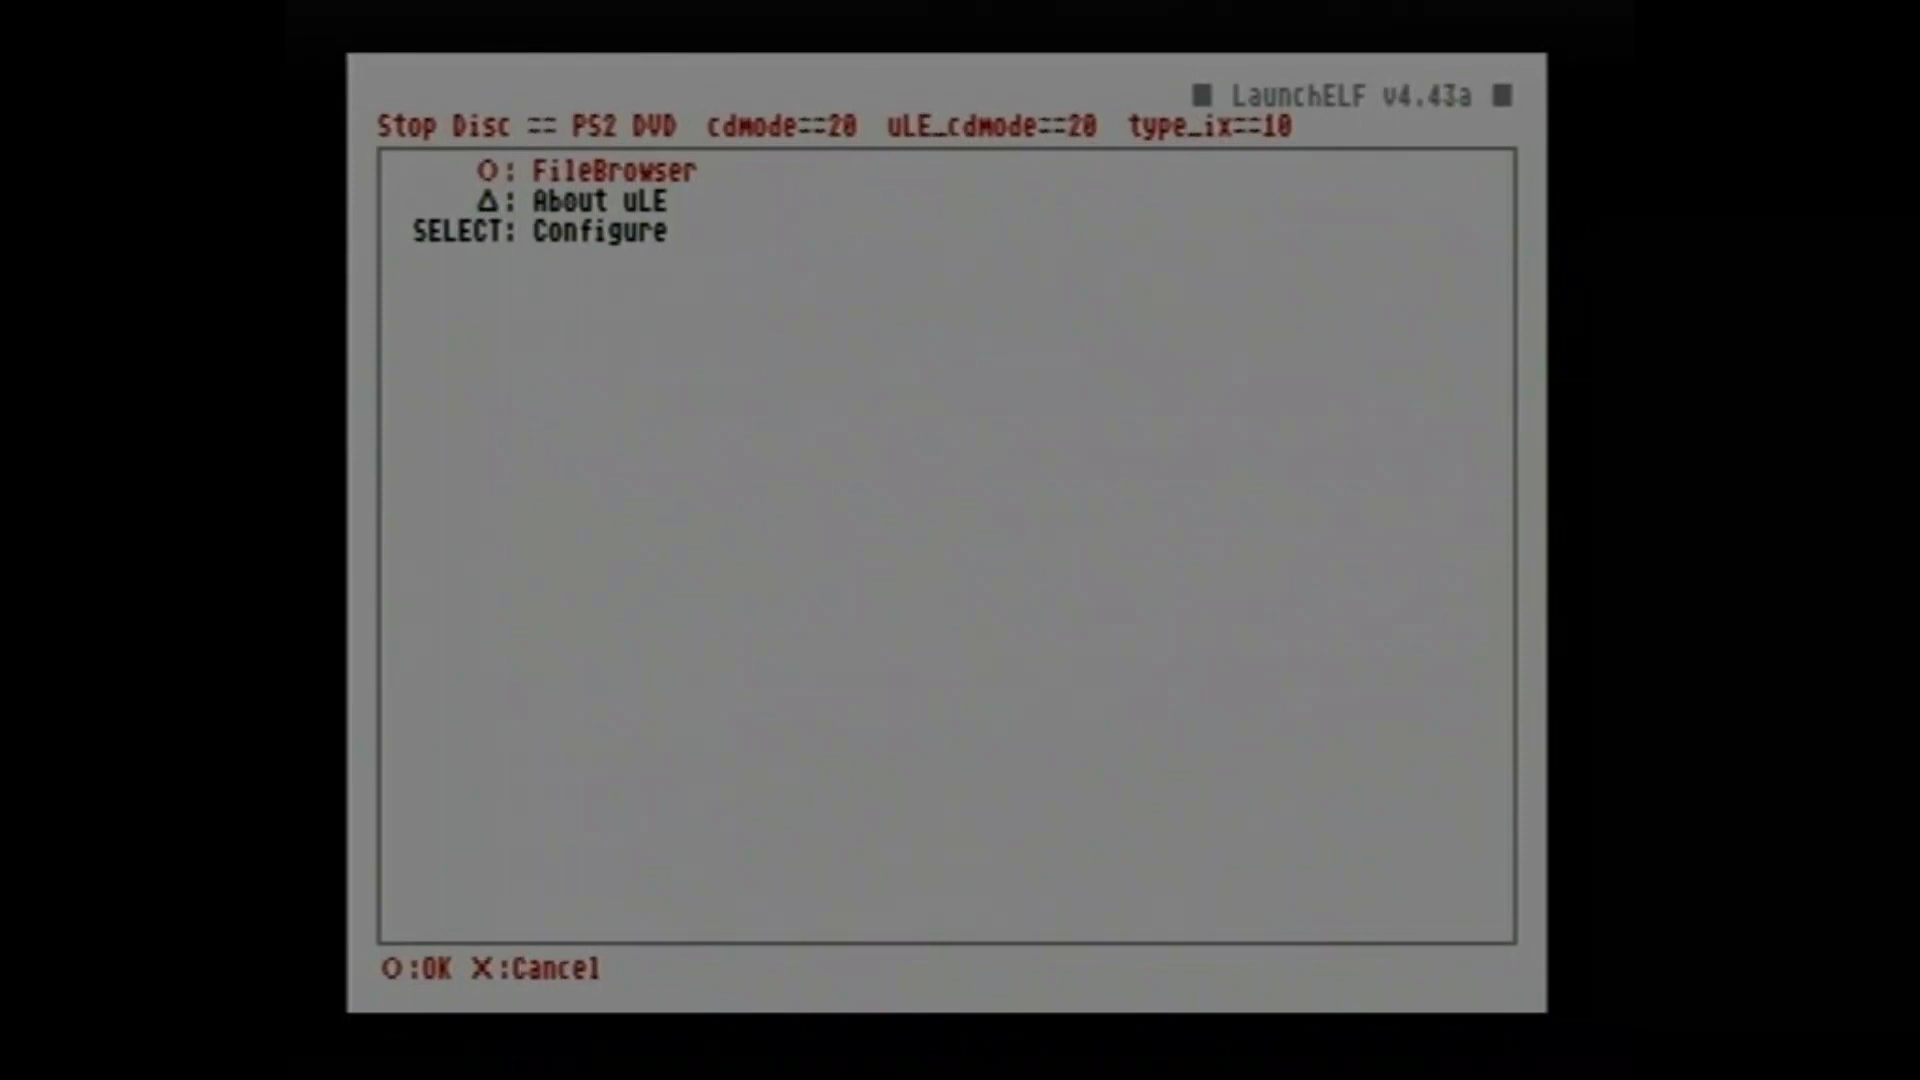 ■ LaunchELF v4.43a ■
Stop Disc == PS2 DVD cdmode==20 uLE_cdmode==20 type_ix==10
○: FileBrowser
△: About uLE
SELECT: Configure
○:OK ✕:Cancel